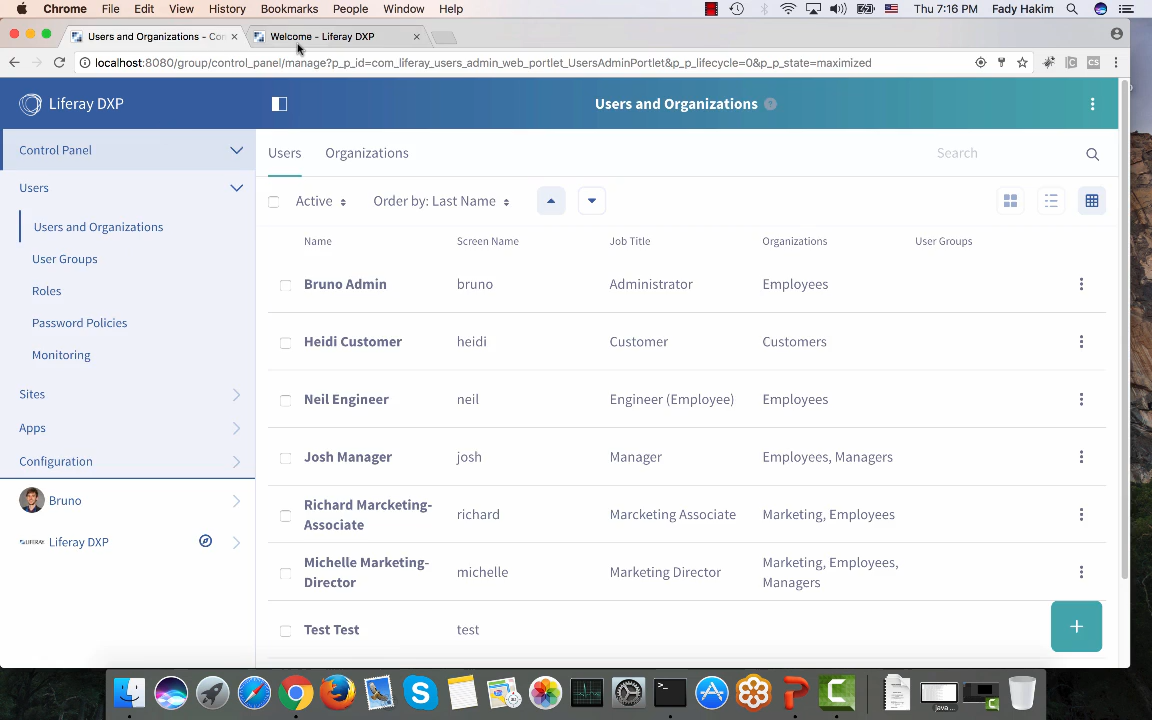 Chrome File Edit View History Bookmarks People Window Help Thu 7:16 PM Fady Hakim
Users and Organizations - Con Welcome - Liferay DXP
localhost:8080/group/control_panel/manage?p_p_id=com_liferay_users_admin_web_portlet_UsersAdminPortlet&p_p_lifecycle=0&p_p_state=maximized
Liferay DXP Users and Organizations ?
Control Panel
Users
Users and Organizations
User Groups
Roles
Password Policies
Monitoring
Sites
Apps
Configuration
Bruno
LIFERAY Liferay DXP
Users Organizations Search
Active Order by: Last Name
Name Screen Name Job Title Organizations User Groups
Bruno Admin bruno Administrator Employees
Heidi Customer heidi Customer Customers
Neil Engineer neil Engineer (Employee) Employees
Josh Manager josh Manager Employees, Managers
Richard Marcketing-
Associate richard Marcketing Associate Marketing, Employees
Michelle Marketing-
Director michelle Marketing Director Marketing, Employees,
Managers
Test Test test
+